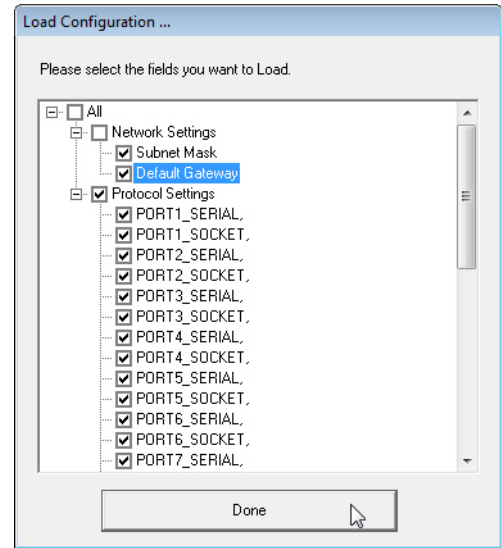 Load Configuration ...
Please select the fields you want to Load.
All
Network Settings
Subnet Mask
Default Gateway
Protocol Settings
PORT1_SERIAL,
PORT1_SOCKET,
PORT2_SERIAL,
PORT2_SOCKET,
PORT3_SERIAL,
PORT3_SOCKET,
PORT4_SERIAL,
PORT4_SOCKET,
PORT5_SERIAL,
PORT5_SOCKET,
PORT6_SERIAL,
PORT6_SOCKET,
PORT7_SERIAL,
Done